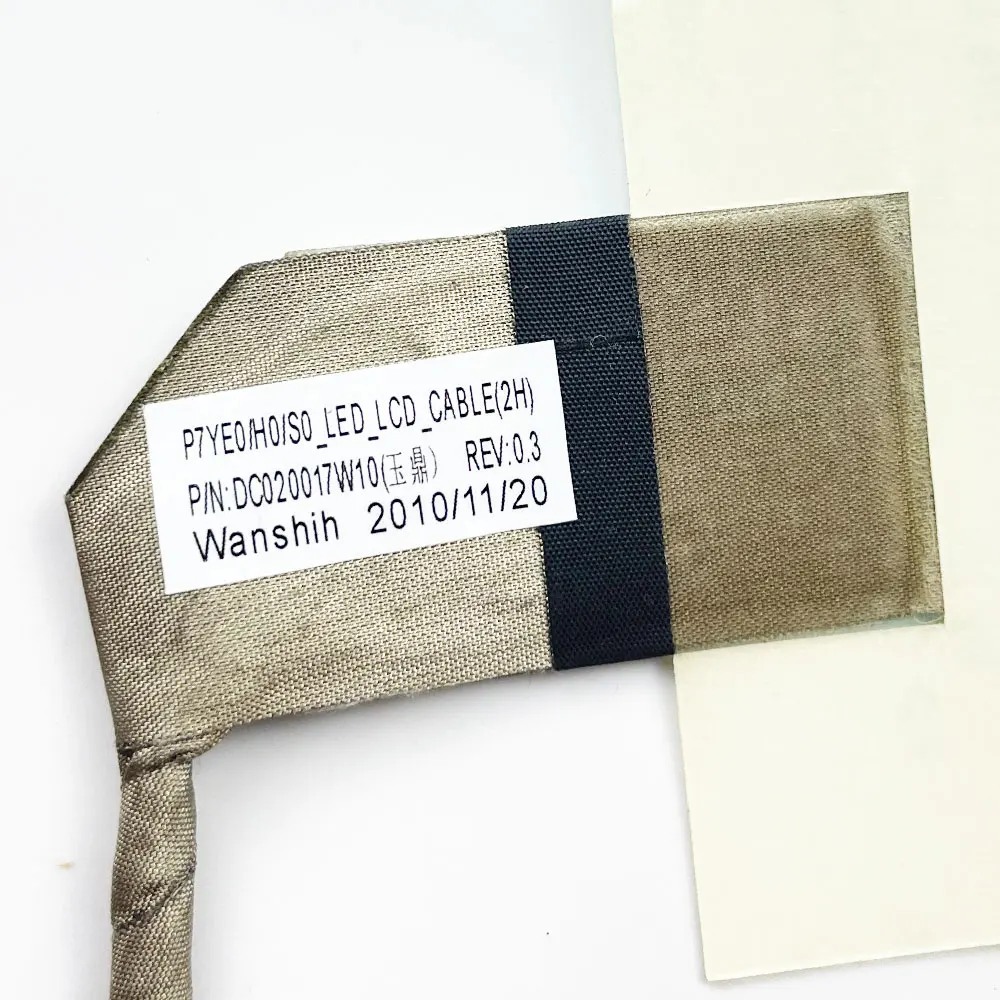 P7YE0/H0/S0_LED_LCD_CABLE(2H)
P/N:DC020017W10(玉鼎) REV:0.3
Wanshih 2010/11/20